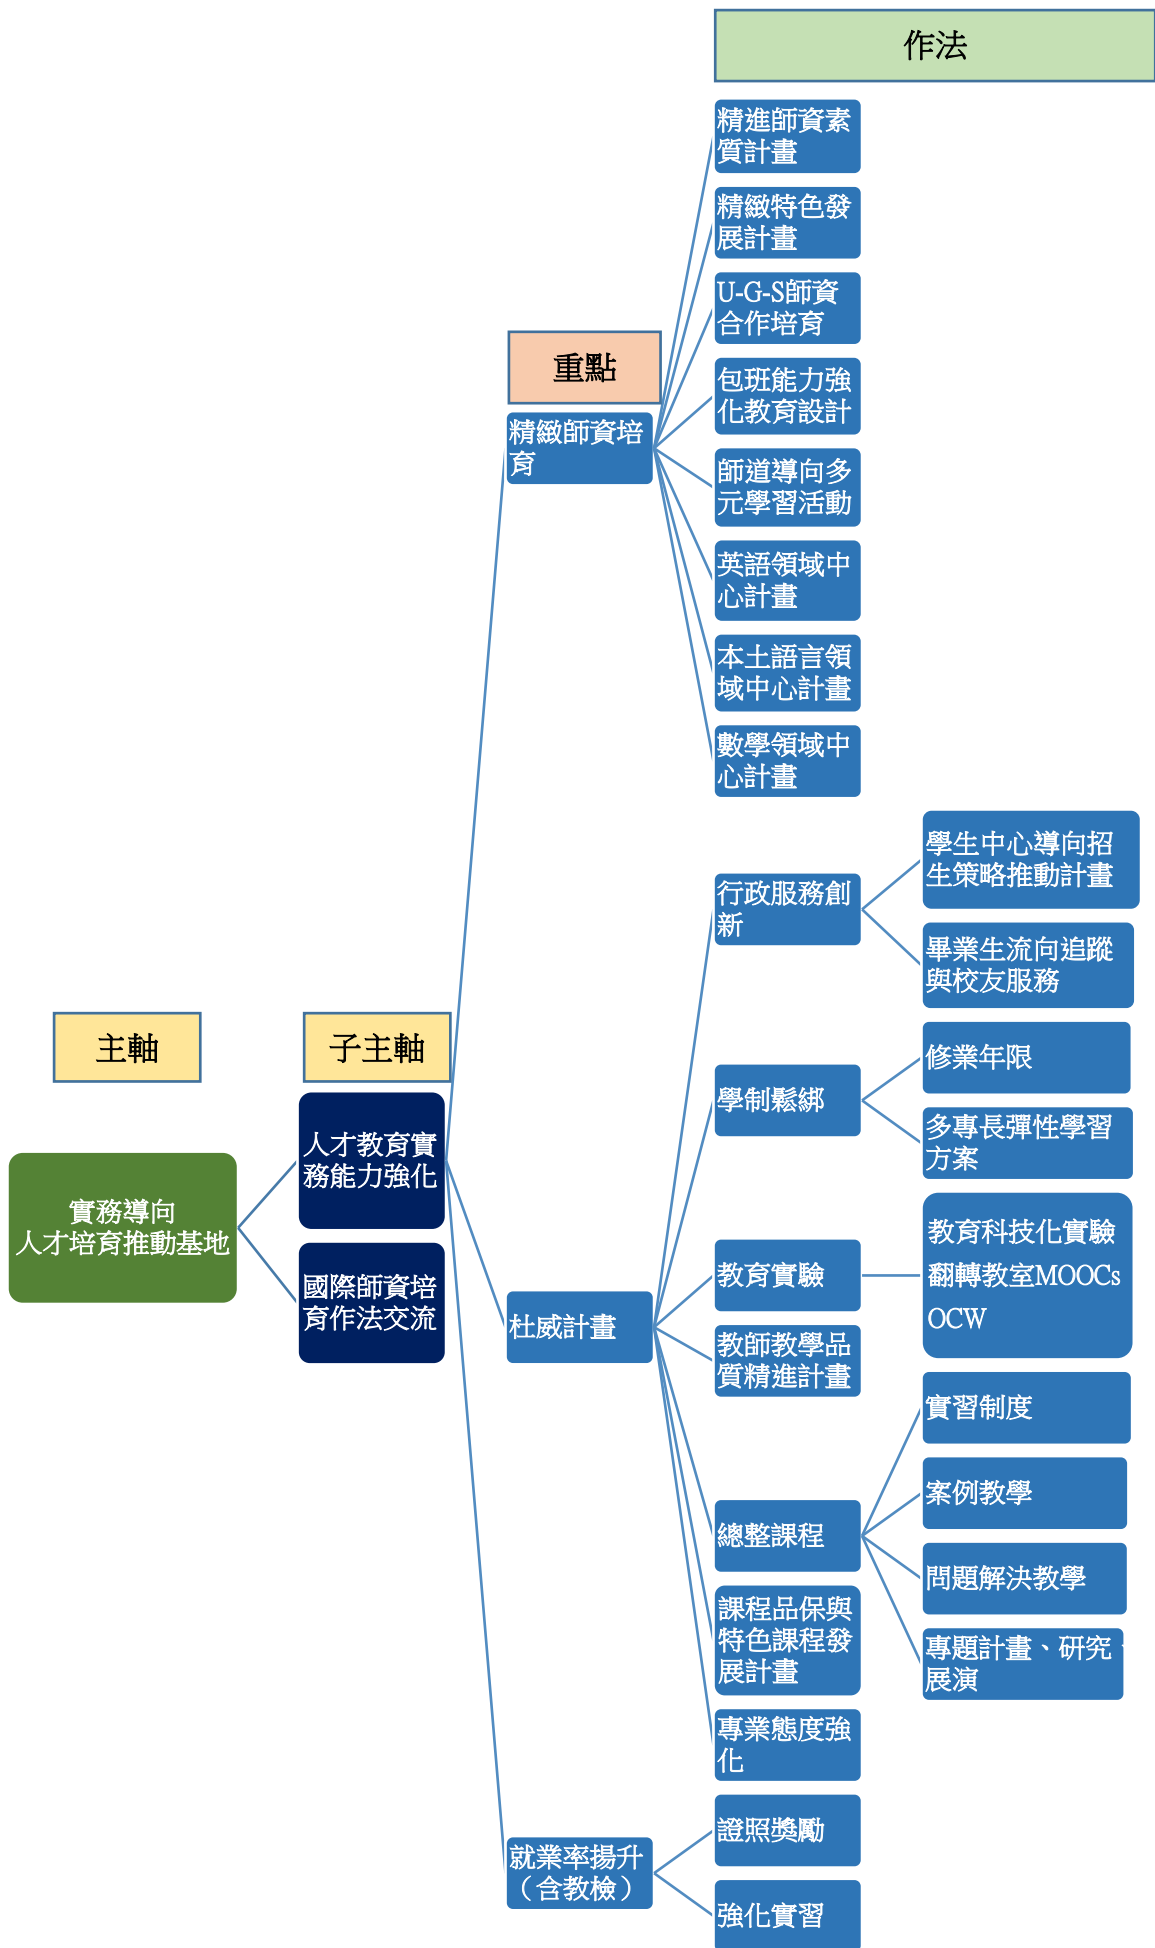 作法
精進師資素
質計畫
精緻特色發
展計畫
U-G-S師資
合作培育
重點
包班能力強
化教育設計
精緻師資培
育
師道導向多
元學習活動
英語領域中
心計畫
本土語言領
域中心計畫
數學領域中
心計畫
學生中心導向招
生策略推動計畫
行政服務創
新
畢業生流向追蹤
與校友服務
主軸
子主軸
修業年限
學制鬆綁
多專長彈性學習
方案
人才教育實
務能力強化
實務導向
人才培育推動基地
國際師資培
育作法交流
教育實驗
教育科技化實驗
翻轉教室MOOCs
OCW
杜威計畫
教師教學品
質精進計畫
實習制度
案例教學
總整課程
問題解決教學
課程品保與
特色課程發
展計畫
專題計畫、研究、
展演
專業態度強
化
證照獎勵
就業率揚升
（含教檢）
強化實習